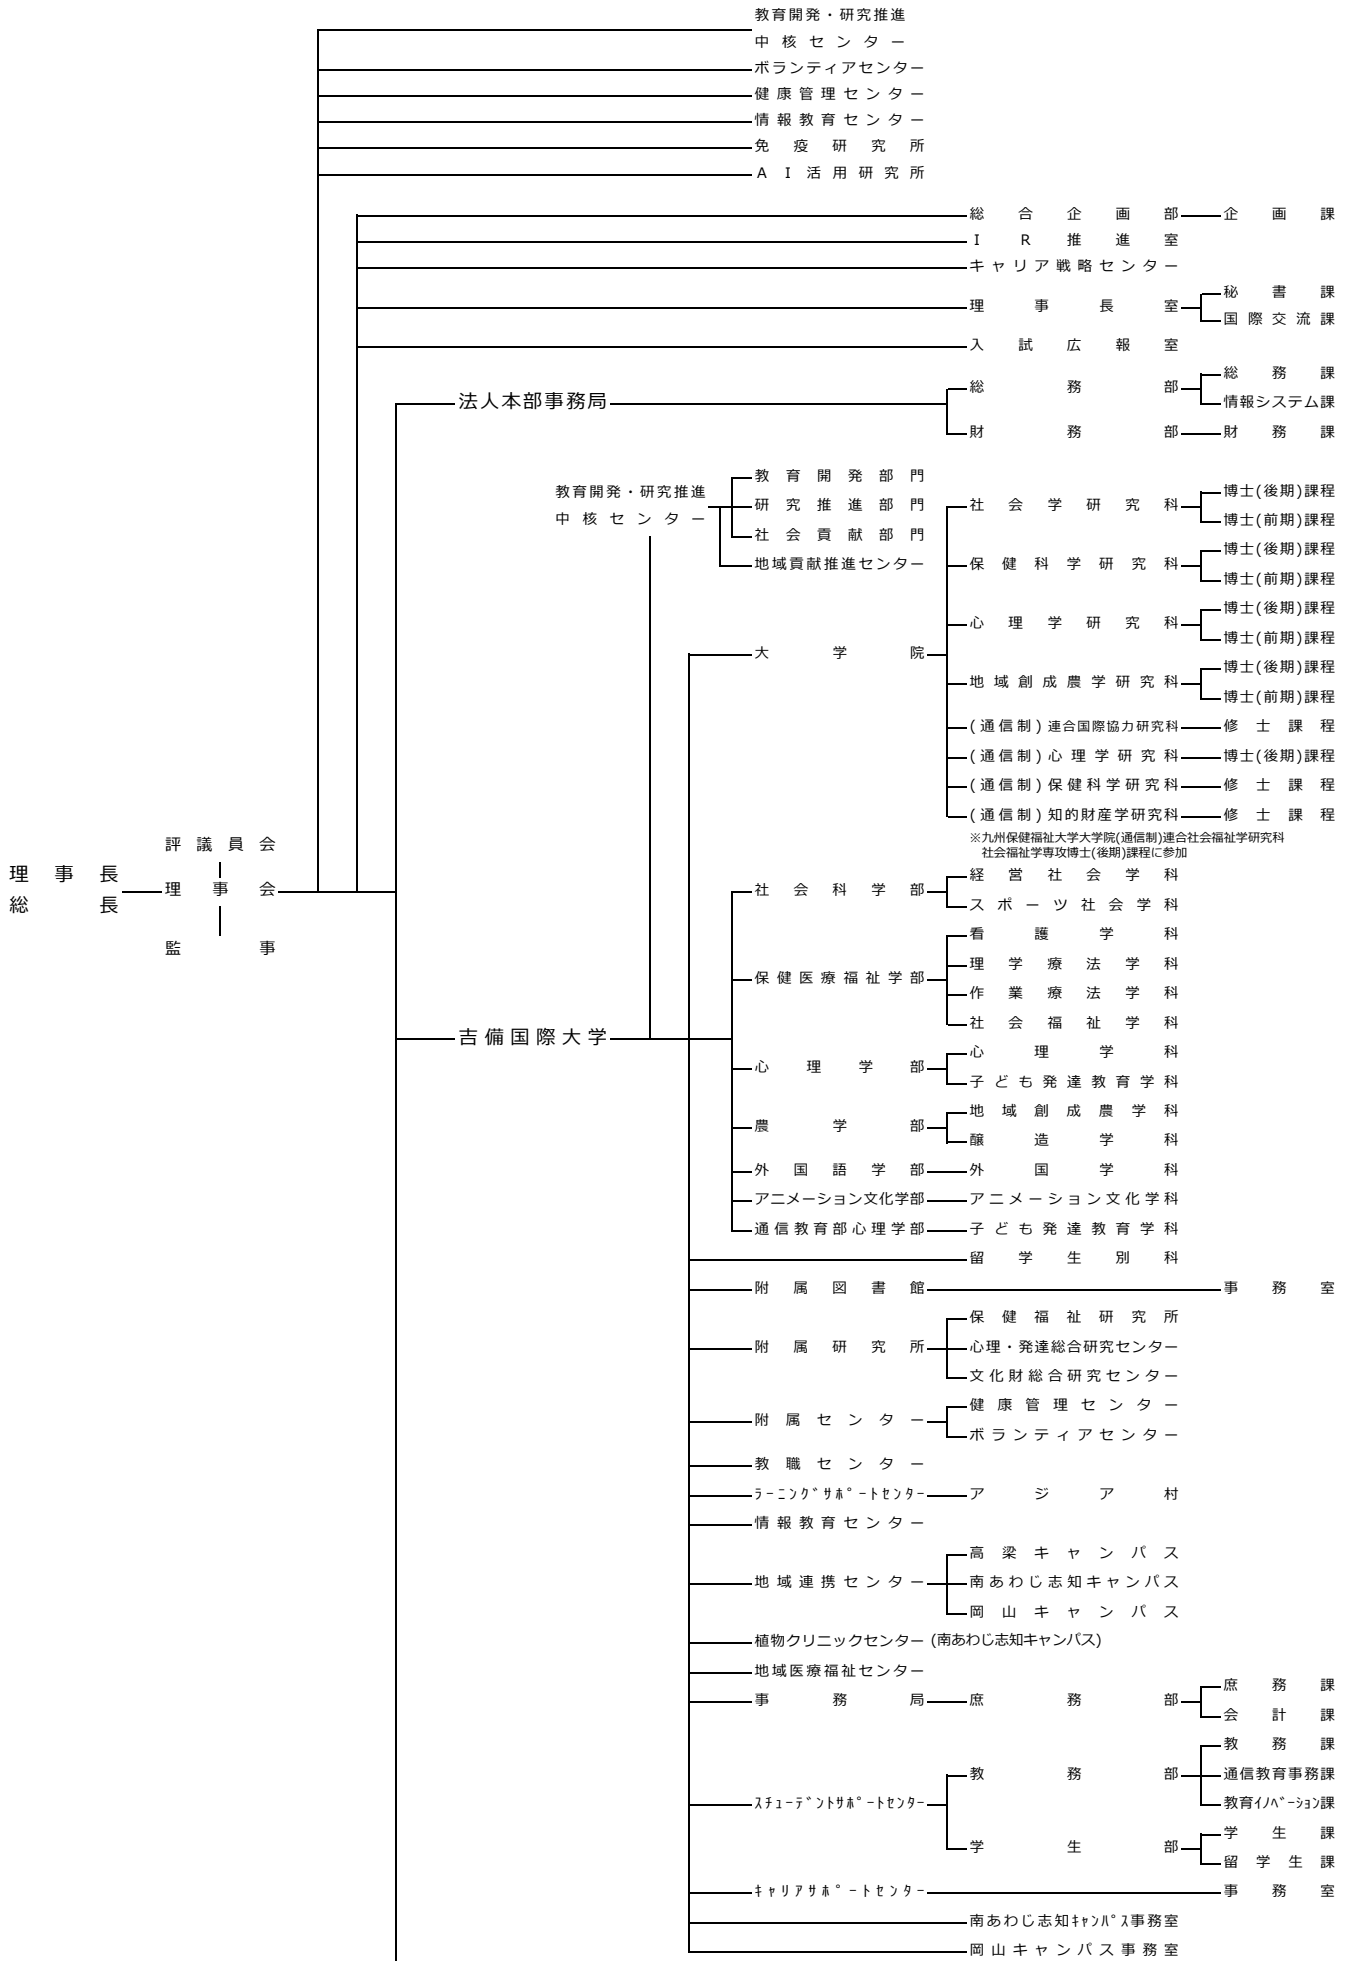 教育開発・研究推進
中核センター
ボランティアセンター
健康管理センター
情報教育センター
免疫研究所
AI活用研究所
総合企画部 企画課
IR推進室
キャリア戦略センター
秘書課
理事長室
国際交流課
入試広報室
総務課
総務部
法人本部事務局
情報システム課
財務部 財務課
教育開発部門
教育開発・研究推進
中核センター
研究推進部門
社会貢献部門
地域貢献推進センター
大学院
社会学研究科
博士(後期)課程
博士(前期)課程
保健科学研究科
博士(後期)課程
博士(前期)課程
心理学研究科
博士(後期)課程
博士(前期)課程
地域創成農学研究科
博士(後期)課程
博士(前期)課程
(通信制)連合国際協力研究科 修士課程
(通信制)心理学研究科 博士(後期)課程
(通信制)保健科学研究科 修士課程
(通信制)知的財産学研究科 修士課程
※九州保健福祉大学大学院(通信制)連合社会福祉学研究科
社会福祉学専攻博士(後期)課程に参加
理事長
総長
評議員会
理事会
監事
吉備国際大学
社会科学部
経営社会学科
スポーツ社会学科
保健医療福祉学部
看護学科
理学療法学科
作業療法学科
社会福祉学科
心理学部
心理学科
子ども発達教育学科
農学部
地域創成農学科
醸造学科
外国語学部 外国学科
アニメーション文化学部 アニメーション文化学科
通信教育部心理学部 子ども発達教育学科
留学生別科
附属図書館 事務室
附属研究所
保健福祉研究所
心理・発達総合研究センター
文化財総合研究センター
附属センター
健康管理センター
ボランティアセンター
教職センター
ﾗｰﾆﾝｸﾞｻﾎﾟｰﾄｾﾝﾀｰ アジア村
情報教育センター
地域連携センター
高梁キャンパス
南あわじ志知キャンパス
岡山キャンパス
植物クリニックセンター (南あわじ志知キャンパス)
地域医療福祉センター
事務局 庶務部
庶務課
会計課
ｽﾁｭｰﾃﾞﾝﾄｻﾎﾟｰﾄｾﾝﾀｰ
教務部
教務課
通信教育事務課
教育ｲﾉﾍﾞｰｼｮﾝ課
学生部
学生課
留学生課
ｷｬﾘｱｻﾎﾟｰﾄｾﾝﾀｰ 事務室
南あわじ志知ｷｬﾝﾊﾟｽ事務室
岡山キャンパス事務室